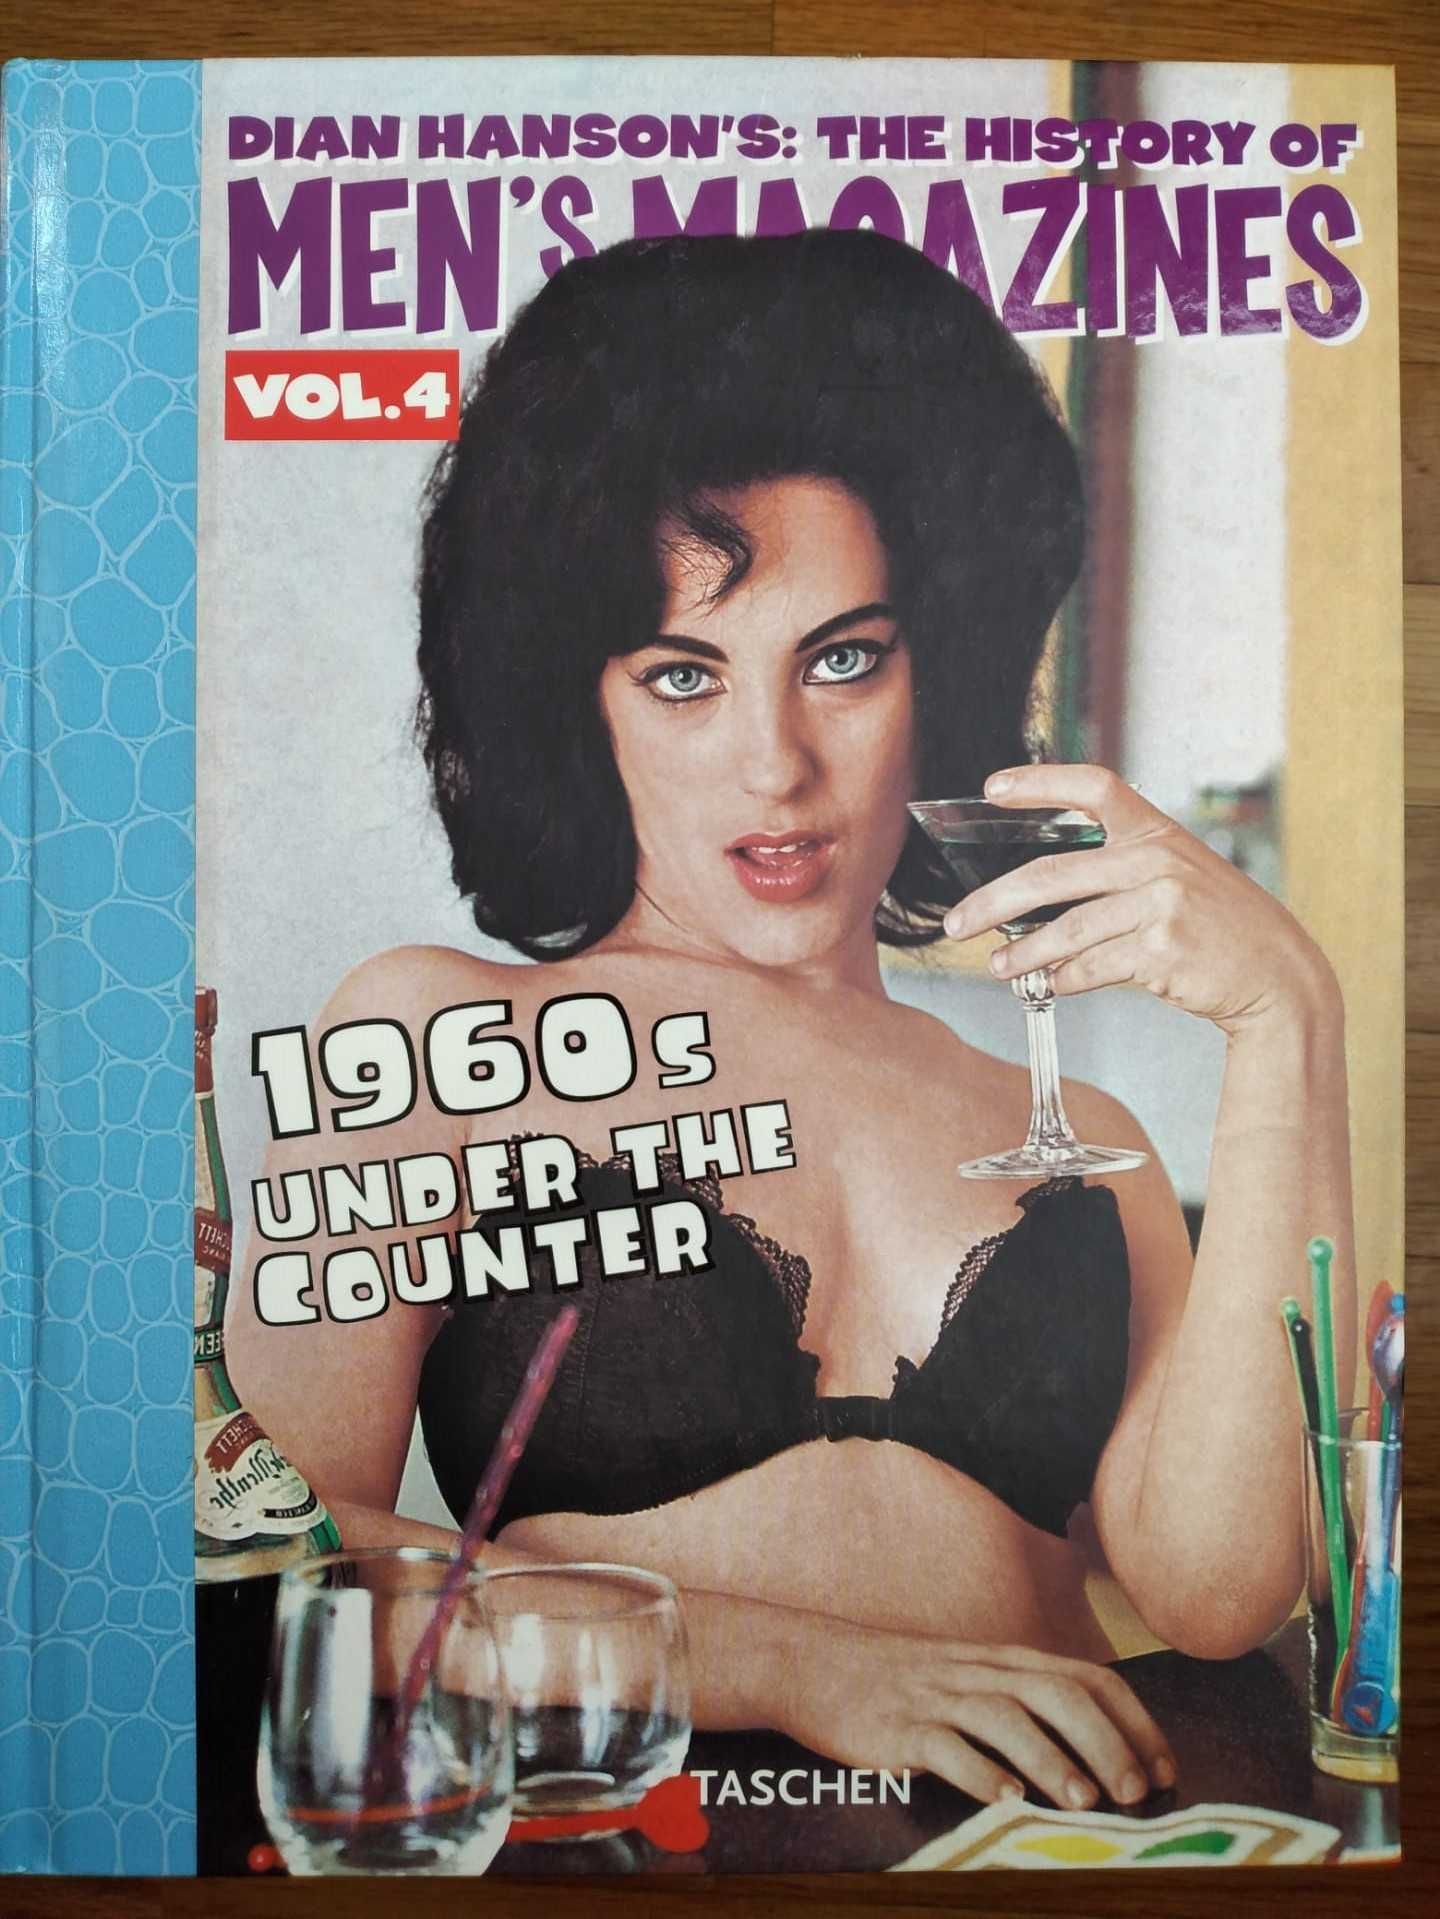 DIAN HANSON'S: THE HISTORY OF
MEN'S MAGAZINES
VOL.4
1960s
UNDER THE
COUNTER
TASCHEN